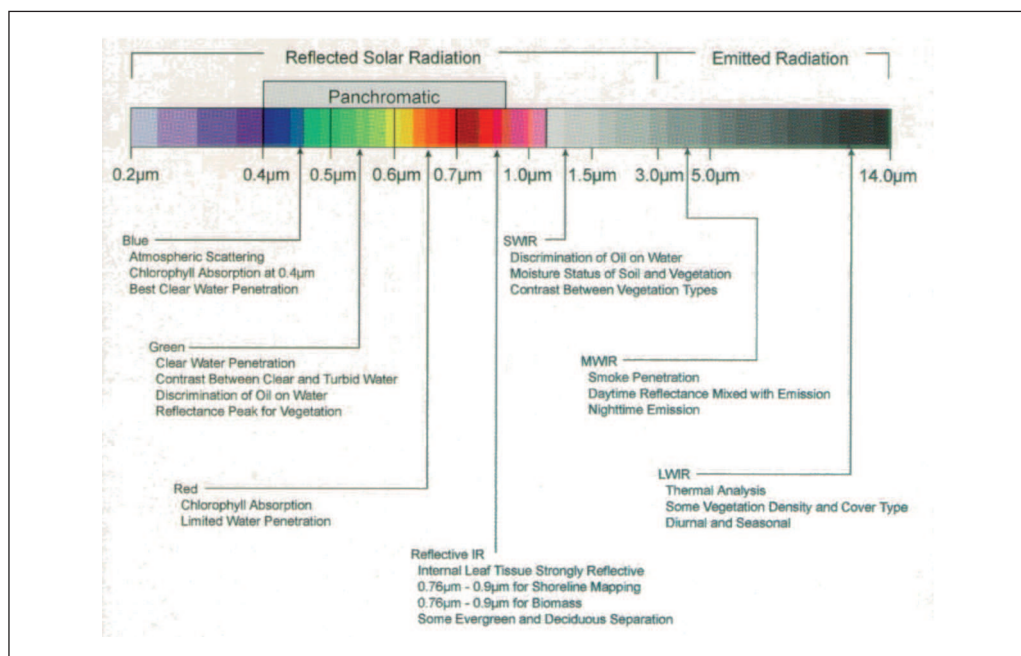 Reflected Solar Radiation
Emitted Radiation
Panchromatic
0.2µm
0.4µm
0.5µm
0.6µm
0.7µm
1.0µm
1.5µm
3.0µm
5.0µm
14.0µm
Blue
Atmospheric Scattering
Chlorophyll Absorption at 0.4µm
Best Clear Water Penetration
Green
Clear Water Penetration
Contrast Between Clear and Turbid Water
Discrimination of Oil on Water
Reflectance Peak for Vegetation
Red
Chlorophyll Absorption
Limited Water Penetration
Reflective IR
Internal Leaf Tissue Strongly Reflective
0.76µm - 0.9µm for Shoreline Mapping
0.76µm - 0.9µm for Biomass
Some Evergreen and Deciduous Separation
SWIR
Discrimination of Oil on Water
Moisture Status of Soil and Vegetation
Contrast Between Vegetation Types
MWIR
Smoke Penetration
Daytime Reflectance Mixed with Emission
Nighttime Emission
LWIR
Thermal Analysis
Some Vegetation Density and Cover Type
Diurnal and Seasonal